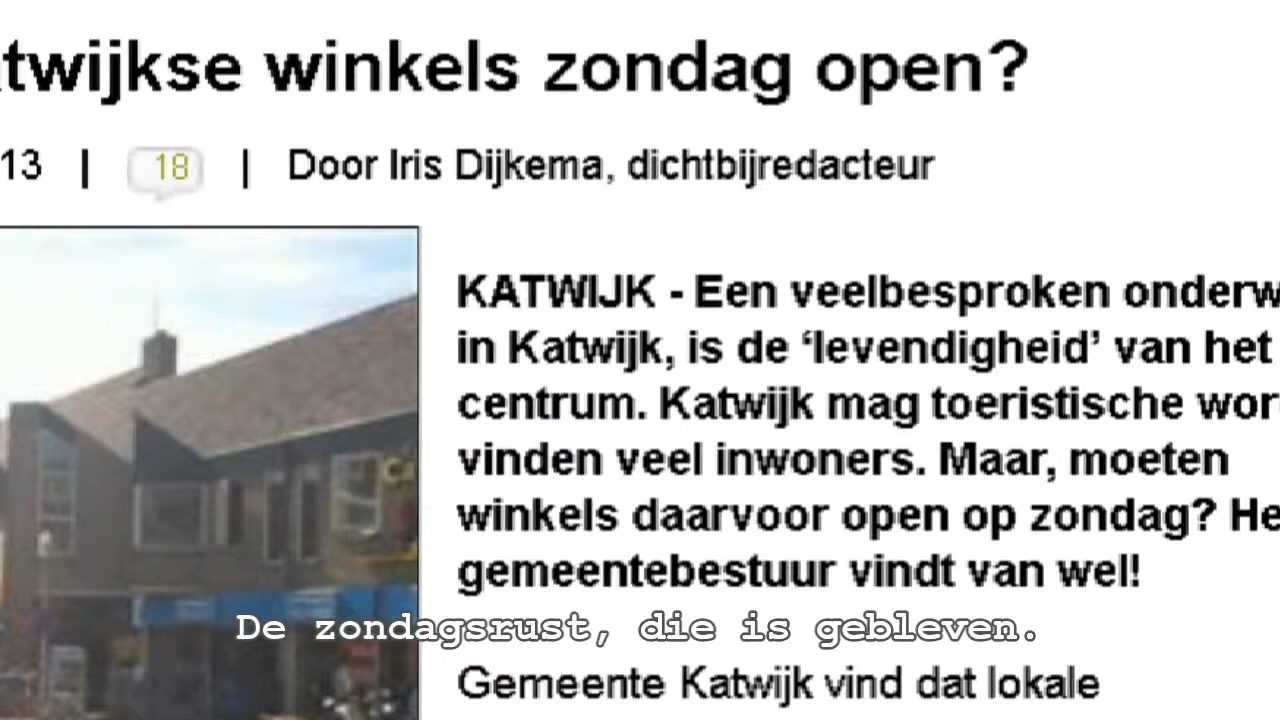 twijkse winkels zondag open?
13 | 18 | Door Iris Dijkema, dichtbijredacteur
KATWIJK - Een veelbesproken onderw
in Katwijk, is de ‘levendigheid’ van het
centrum. Katwijk mag toeristische wor
vinden veel inwoners. Maar, moeten
winkels daarvoor open op zondag? He
gemeentebestuur vindt van wel!
De zondagsrust, die is gebleven.
Gemeente Katwijk vind dat lokale